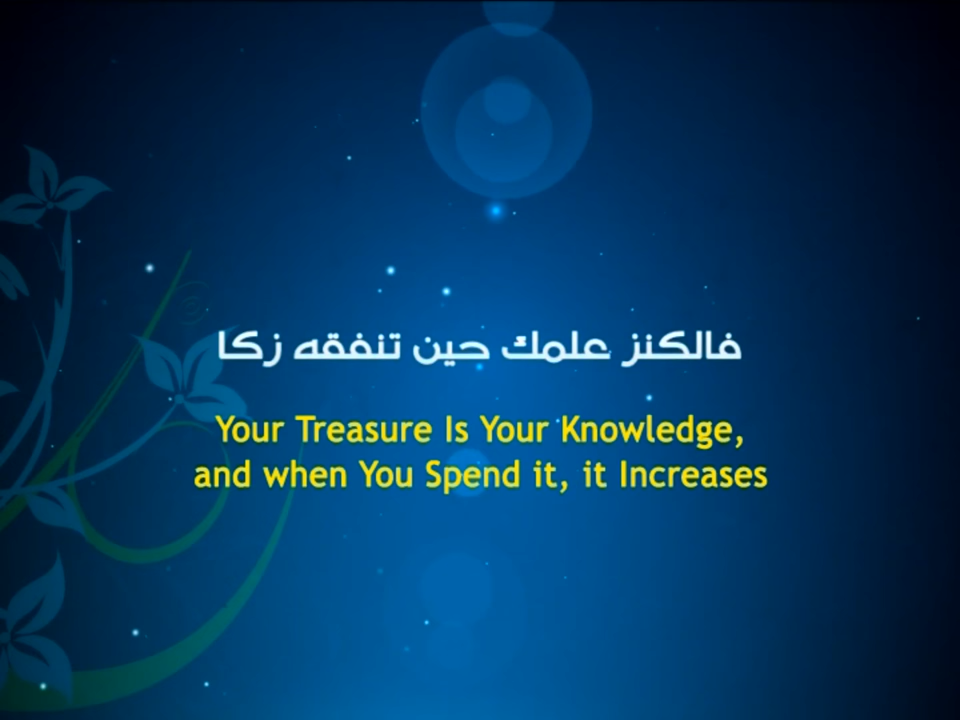 فالكنز علمك حين تنفقه زكا
Your Treasure Is Your Knowledge,
and when You Spend it, it Increases